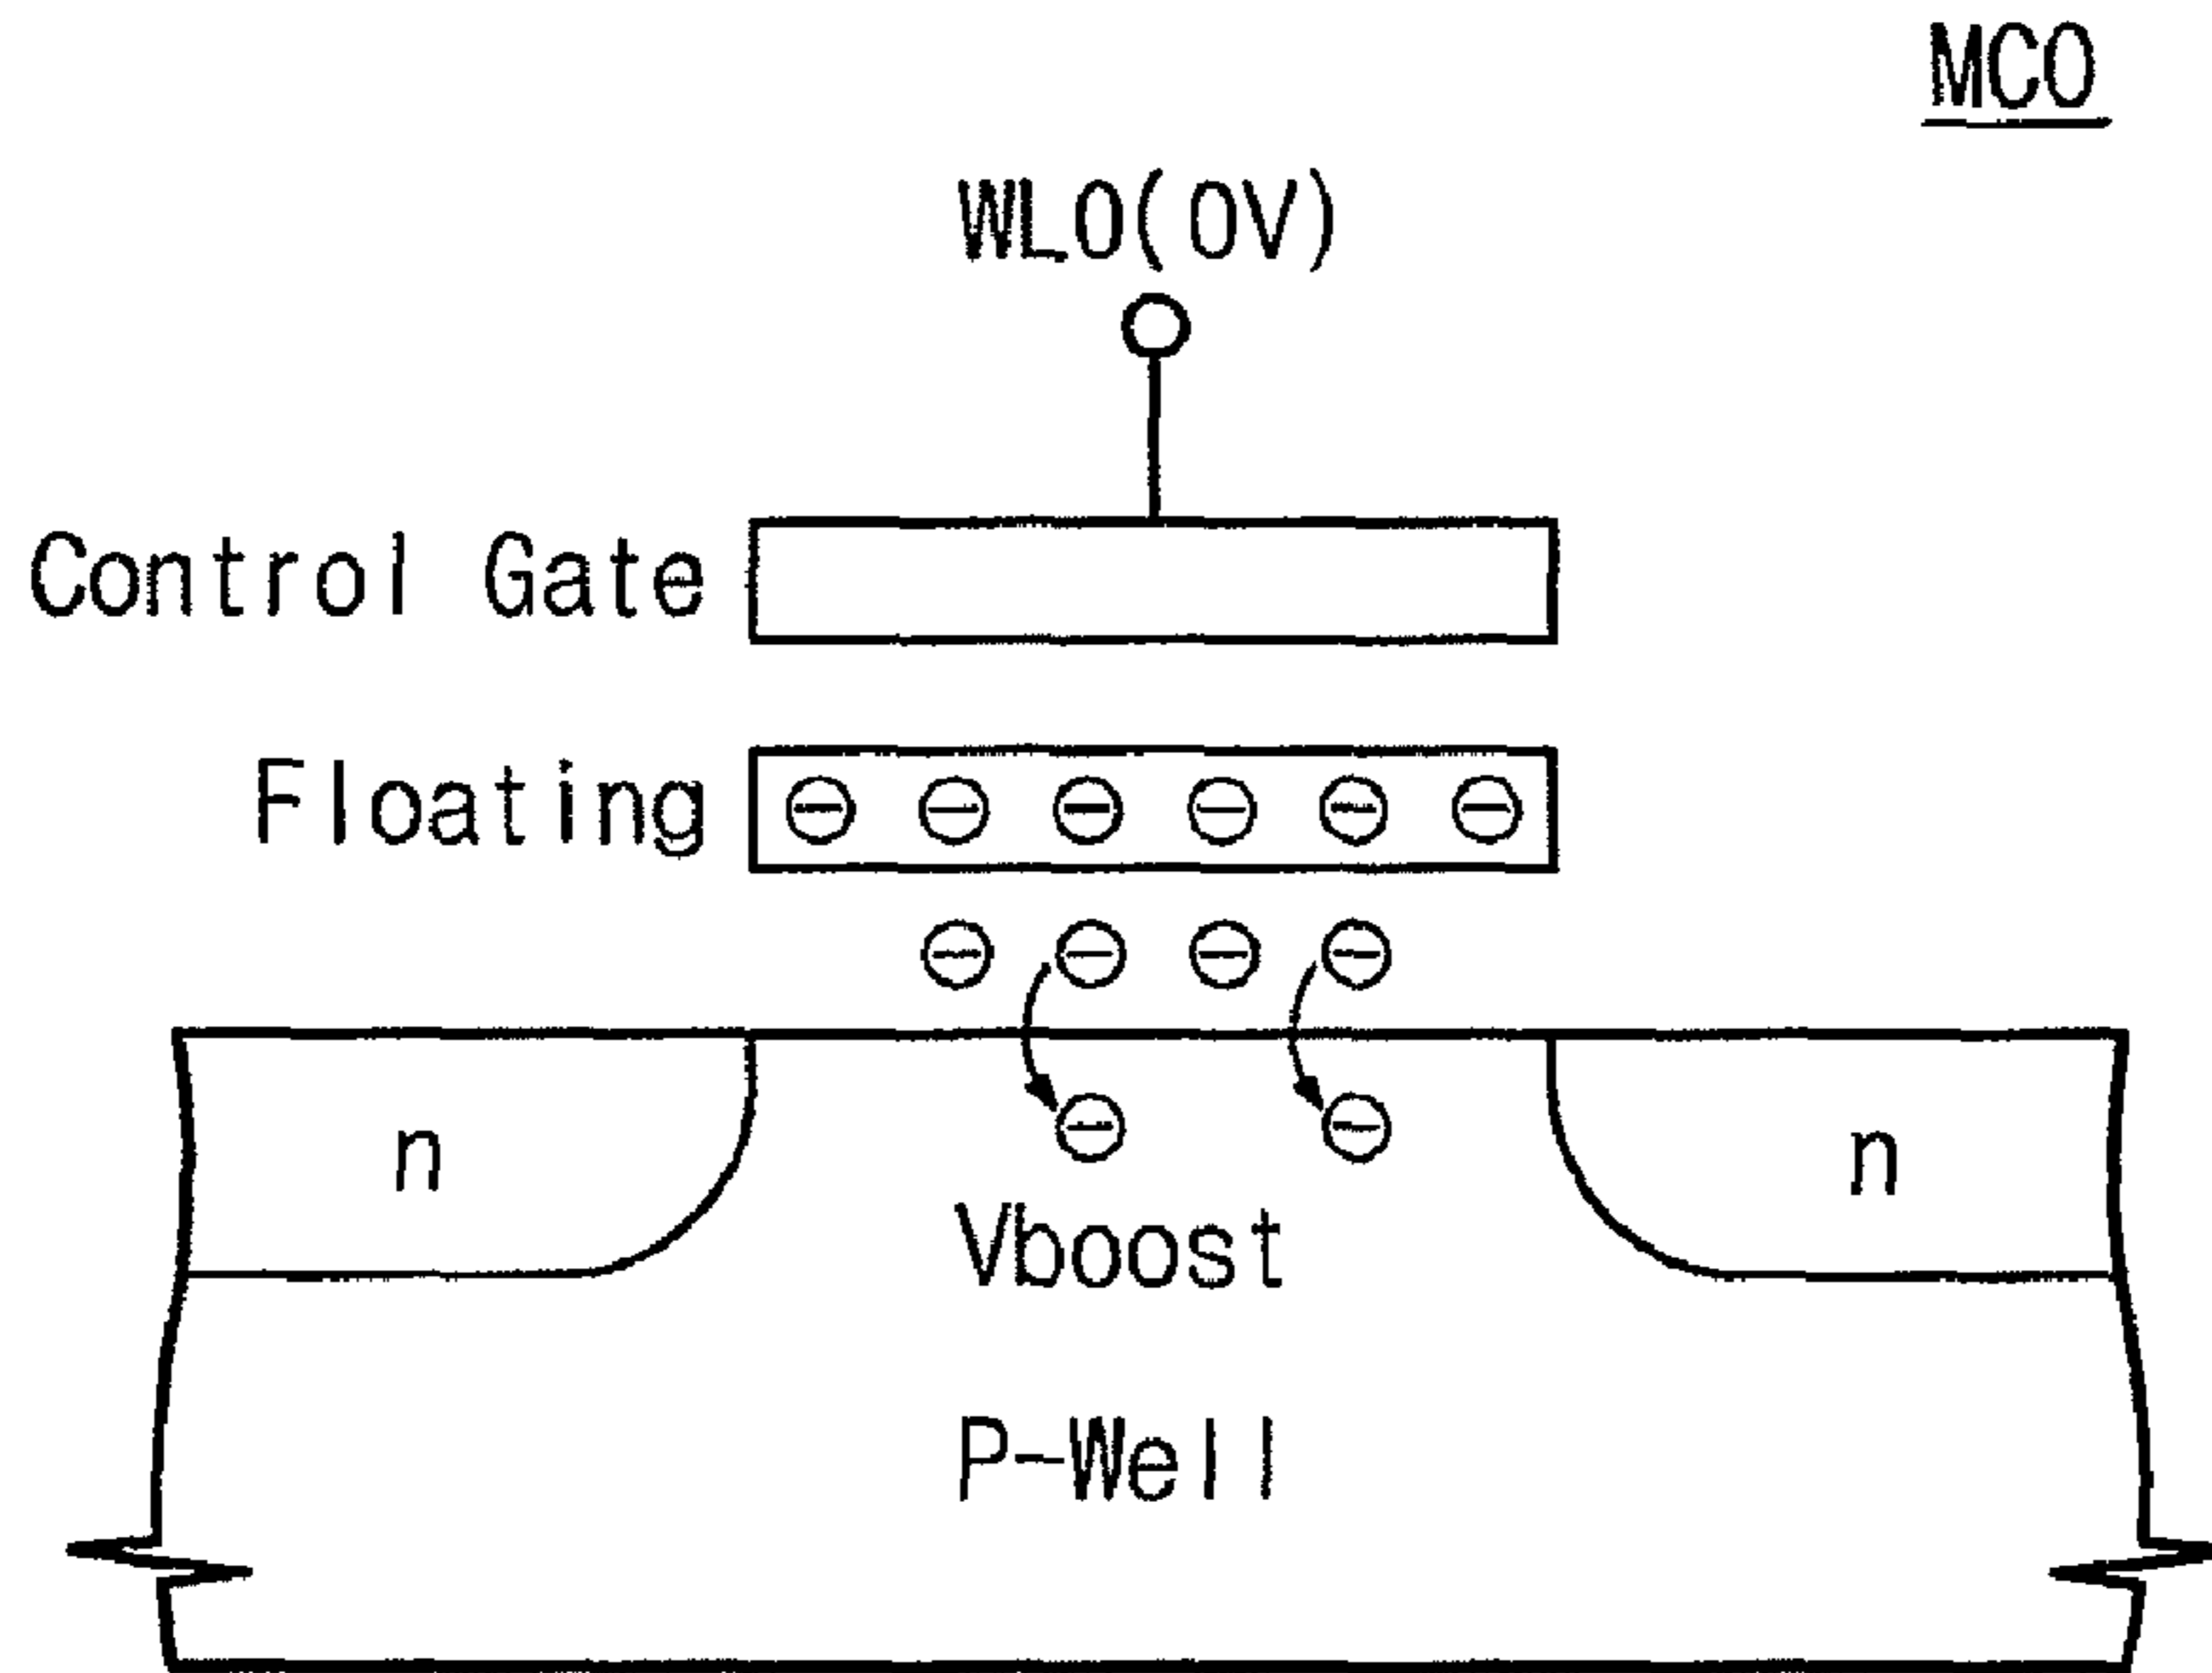 MC0
WL0(0V)
Control Gate
Floating
n
n
Vboost
P-Well